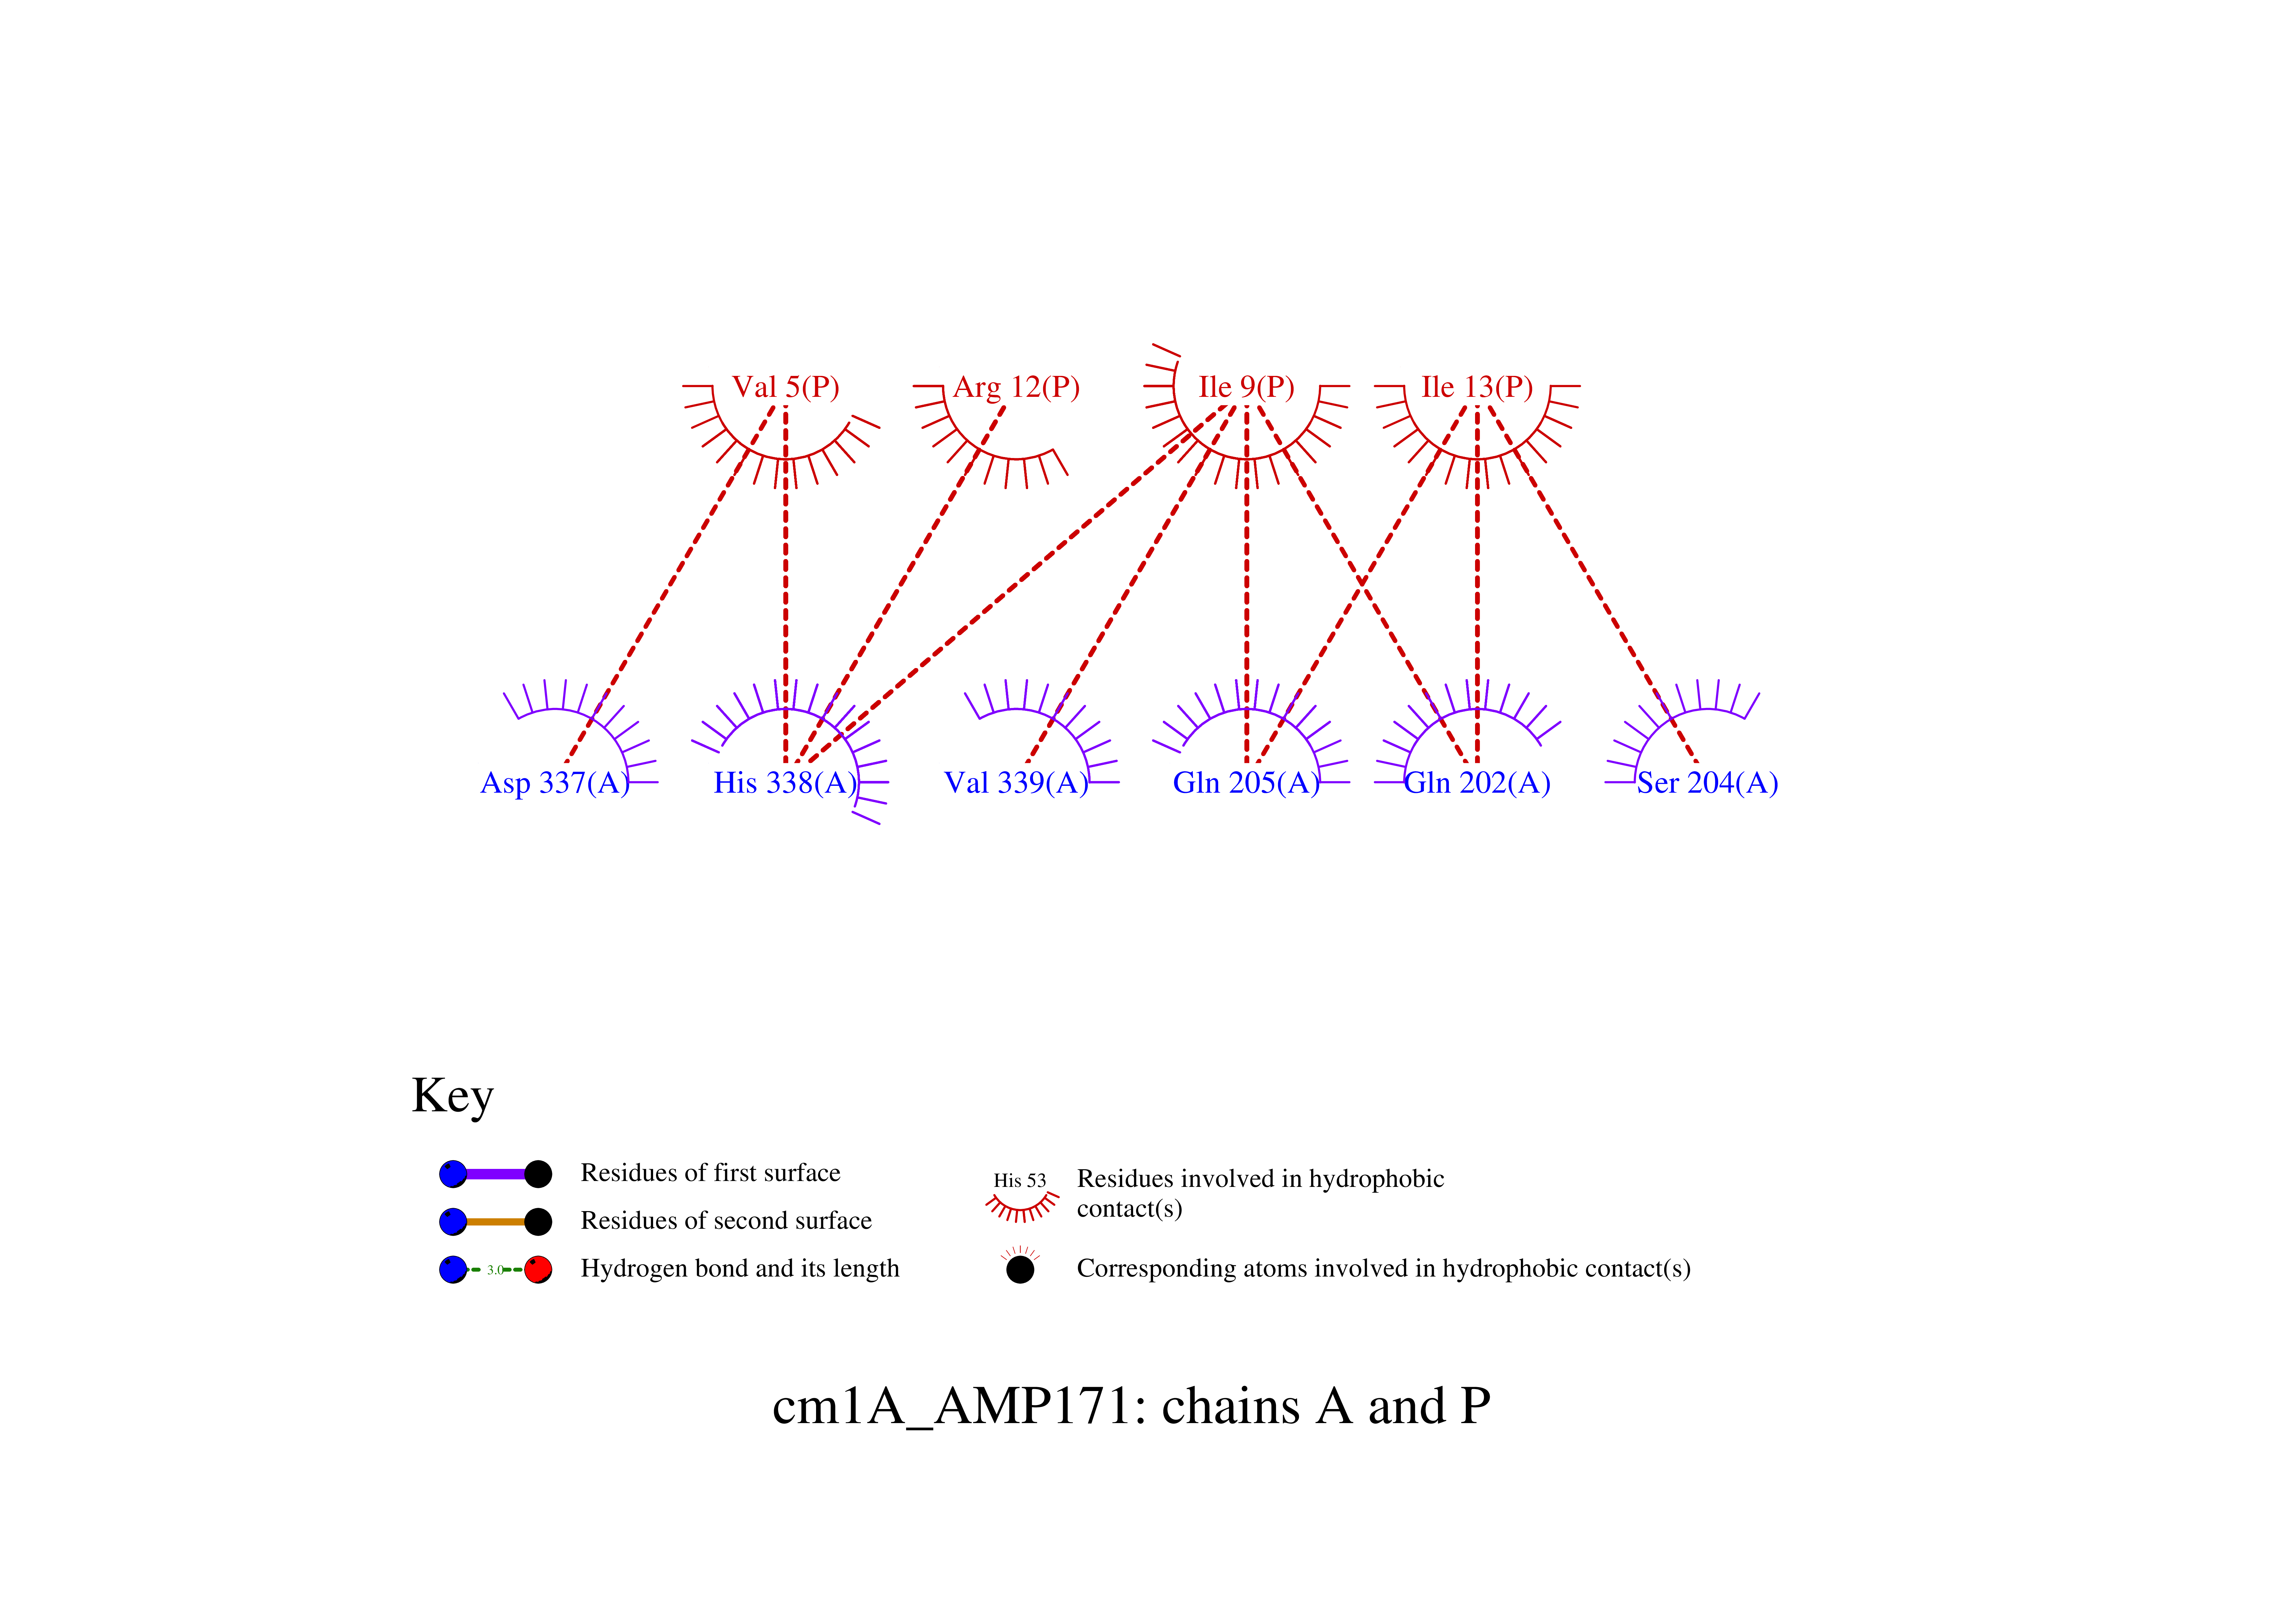 Val 5(P) Arg 12(P) Ile 9(P) Ile 13(P)
Asp 337(A) His 338(A) Val 339(A) Gln 205(A) Gln 202(A) Ser 204(A)
Key
Residues of first surface
Residues of second surface
3.0 Hydrogen bond and its length
His 53 Residues involved in hydrophobic
contact(s)
Corresponding atoms involved in hydrophobic contact(s)
cm1A_AMP171: chains A and P